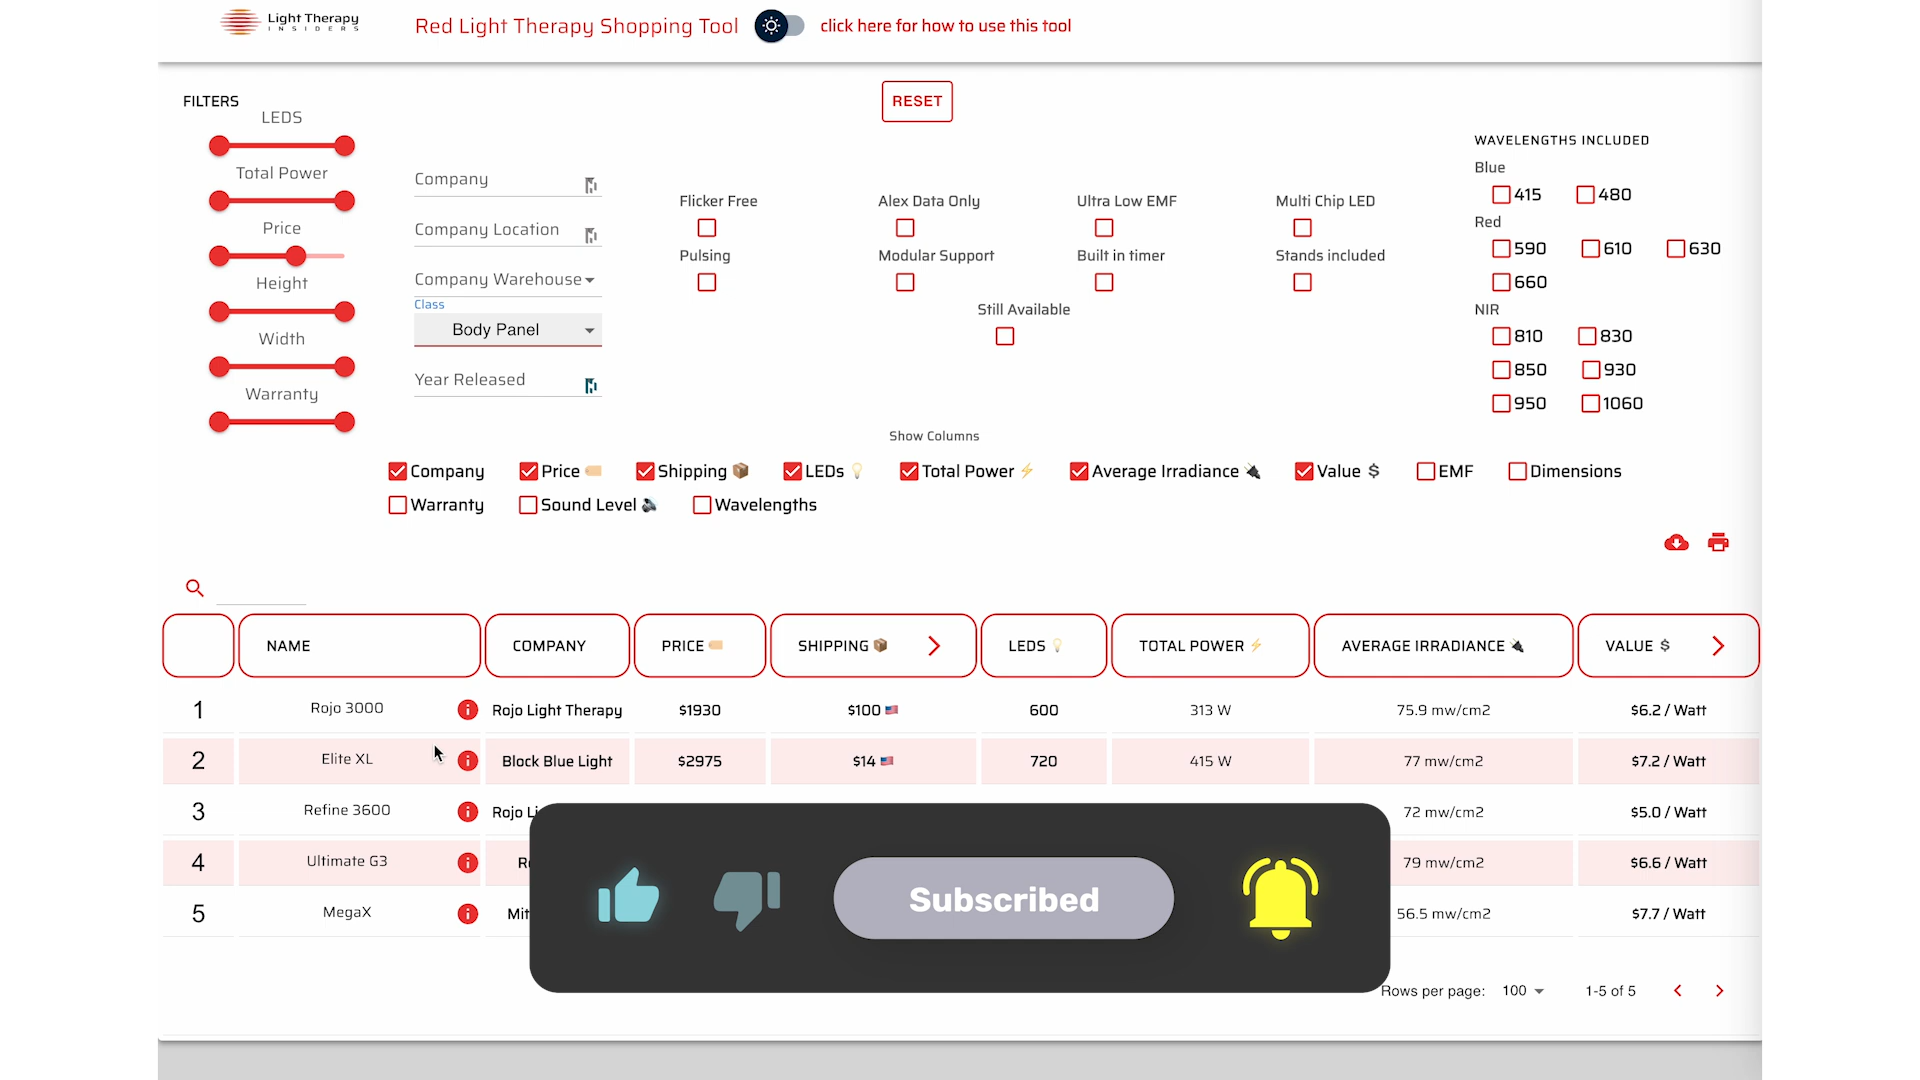 Light Therapy
INSIDERS
Red Light Therapy Shopping Tool
click here for how to use this tool
FILTERS
RESET
LEDS
Total Power
Price
Height
Width
Warranty
Company
Company Location
Company Warehouse
Class
Body Panel
Year Released
Flicker Free
Alex Data Only
Ultra Low EMF
Multi Chip LED
Pulsing
Modular Support
Built in timer
Stands included
Still Available
WAVELENGTHS INCLUDED
Blue
415 480
Red
590 610 630
660
NIR
810 830
850 930
950 1060
Show Columns
Company Price Shipping LEDs Total Power Average Irradiance Value $ EMF Dimensions
Warranty Sound Level Wavelengths
NAME COMPANY PRICE SHIPPING LEDS TOTAL POWER AVERAGE IRRADIANCE VALUE $
1 Rojo 3000 Rojo Light Therapy $1930 $100 600 313 W 75.9 mw/cm2 $6.2 / Watt
2 Elite XL Block Blue Light $2975 $14 720 415 W 77 mw/cm2 $7.2 / Watt
3 Refine 3600 Rojo Li 72 mw/cm2 $5.0 / Watt
4 Ultimate G3 79 mw/cm2 $6.6 / Watt
5 MegaX Mit 56.5 mw/cm2 $7.7 / Watt
Subscribed
Rows per page: 100 1-5 of 5